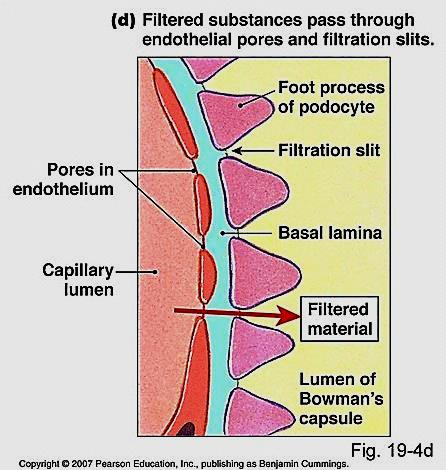 (d) Filtered substances pass through
endothelial pores and filtration slits.
Foot process
of podocyte
Filtration slit
Pores in
endothelium
Basal lamina
Capillary
lumen
Filtered
material
Lumen of
Bowman's
capsule
Fig. 19-4d
Copyright © 2007 Pearson Education, Inc., publishing as Benjamin Cummings.